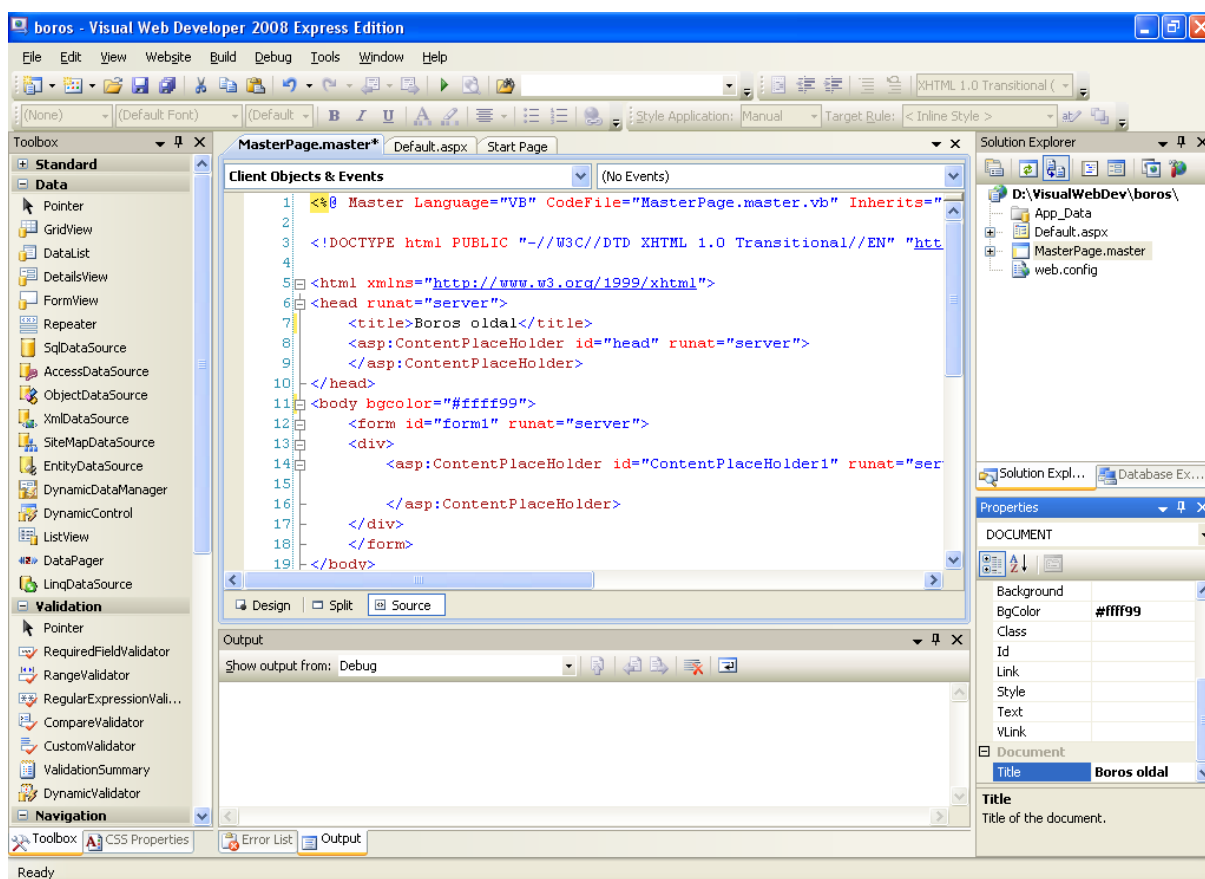 boros - Visual Web Developer 2008 Express Edition
File Edit View Website Build Debug Tools Window Help
XHTML 1.0 Transitional (
(None) (Default Font) (Default B I U A Style Application: Manual Target Rule: < Inline Style >
Toolbox
Standard
Data
Pointer
GridView
DataList
DetailsView
FormView
Repeater
SqlDataSource
AccessDataSource
ObjectDataSource
XmlDataSource
SiteMapDataSource
EntityDataSource
DynamicDataManager
DynamicControl
ListView
DataPager
LinqDataSource
Validation
Pointer
RequiredFieldValidator
RangeValidator
RegularExpressionVali...
CompareValidator
CustomValidator
ValidationSummary
DynamicValidator
Navigation
Toolbox CSS Properties
MasterPage.master* Default.aspx Start Page
Client Objects & Events (No Events)
1 <%@ Master Language="VB" CodeFile="MasterPage.master.vb" Inherits="
2
3 <!DOCTYPE html PUBLIC "-//W3C//DTD XHTML 1.0 Transitional//EN" "htt
4
5 <html xmlns="http://www.w3.org/1999/xhtml">
6 <head runat="server">
7 <title>Boros oldal</title>
8 <asp:ContentPlaceHolder id="head" runat="server">
9 </asp:ContentPlaceHolder>
10 </head>
11 <body bgcolor="#ffff99">
12 <form id="form1" runat="server">
13 <div>
14 <asp:ContentPlaceHolder id="ContentPlaceHolder1" runat="ser
15
16 </asp:ContentPlaceHolder>
17 </div>
18 </form>
19 </body>
Design Split Source
Output
Show output from: Debug
Error List Output
Solution Explorer
D:\VisualWebDev\boros\
App_Data
Default.aspx
MasterPage.master
web.config
Solution Expl... Database Ex...
Properties
DOCUMENT
Background
BgColor #ffff99
Class
Id
Link
Style
Text
VLink
Document
Title Boros oldal
Title
Title of the document.
Ready